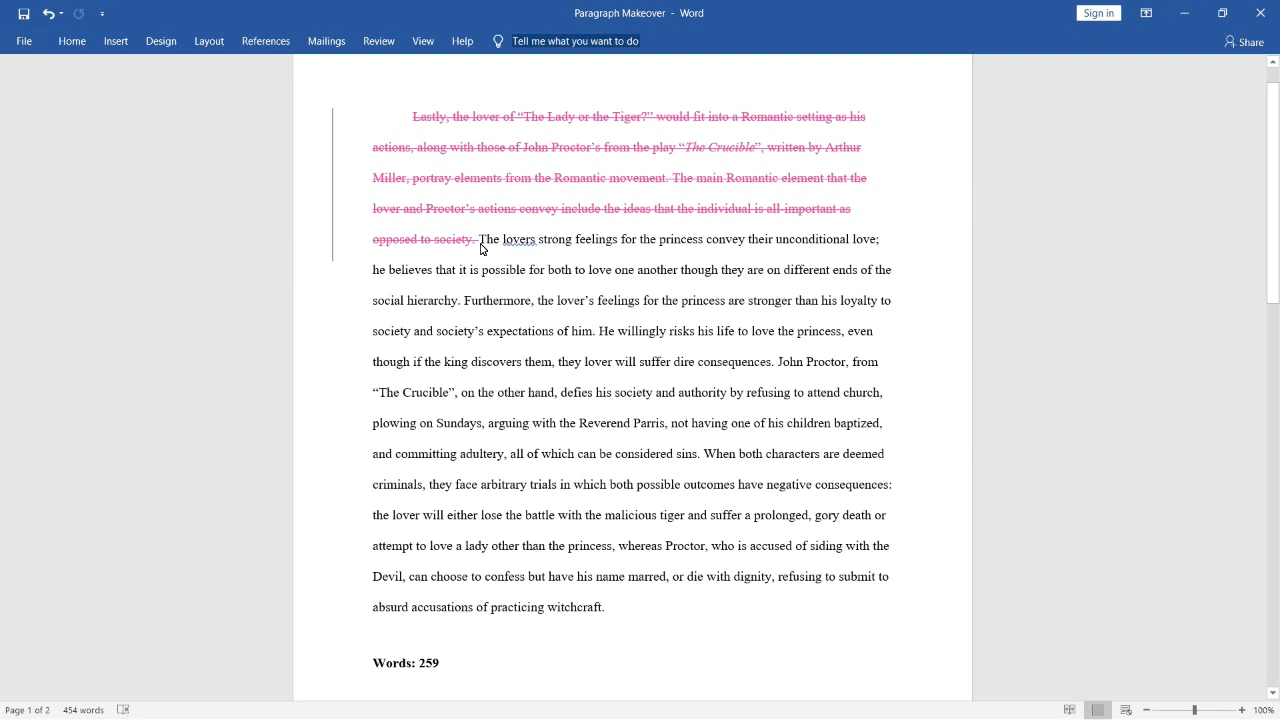 Paragraph Makeover - Word
Sign in
File Home Insert Design Layout References Mailings Review View Help Tell me what you want to do Share
Lastly, the lover of “The Lady or the Tiger?” would fit into a Romantic setting as his
actions, along with those of John Proctor’s from the play “The Crucible”, written by Arthur
Miller, portray elements from the Romantic movement. The main Romantic element that the
lover and Proctor’s actions convey include the ideas that the individual is all-important as
opposed to society. The lovers strong feelings for the princess convey their unconditional love;
he believes that it is possible for both to love one another though they are on different ends of the
social hierarchy. Furthermore, the lover’s feelings for the princess are stronger than his loyalty to
society and society’s expectations of him. He willingly risks his life to love the princess, even
though if the king discovers them, they lover will suffer dire consequences. John Proctor, from
“The Crucible”, on the other hand, defies his society and authority by refusing to attend church,
plowing on Sundays, arguing with the Reverend Parris, not having one of his children baptized,
and committing adultery, all of which can be considered sins. When both characters are deemed
criminals, they face arbitrary trials in which both possible outcomes have negative consequences:
the lover will either lose the battle with the malicious tiger and suffer a prolonged, gory death or
attempt to love a lady other than the princess, whereas Proctor, who is accused of siding with the
Devil, can choose to confess but have his name marred, or die with dignity, refusing to submit to
absurd accusations of practicing witchcraft.
Words: 259
Page 1 of 2 454 words 100%